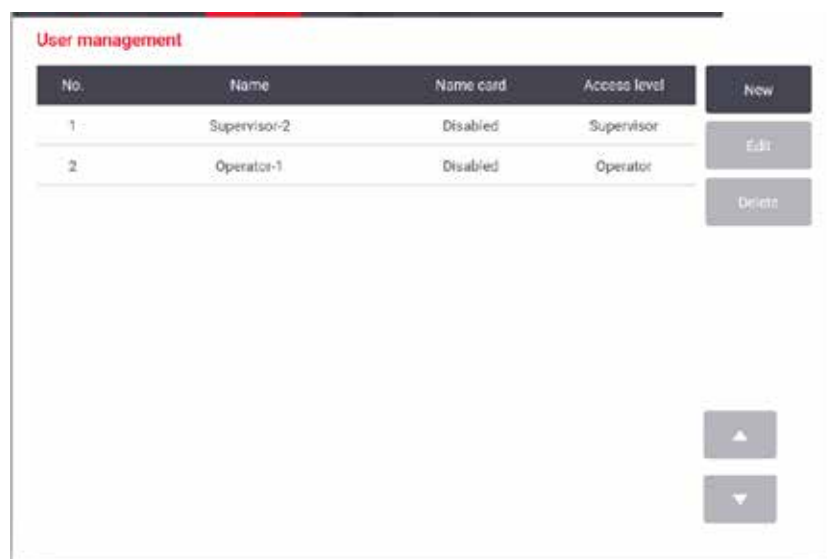 User management
No. Name Name card Access level New
1 Supervisor-2 Disabled Supervisor
Edit
2 Operator-1 Disabled Operator
Delete